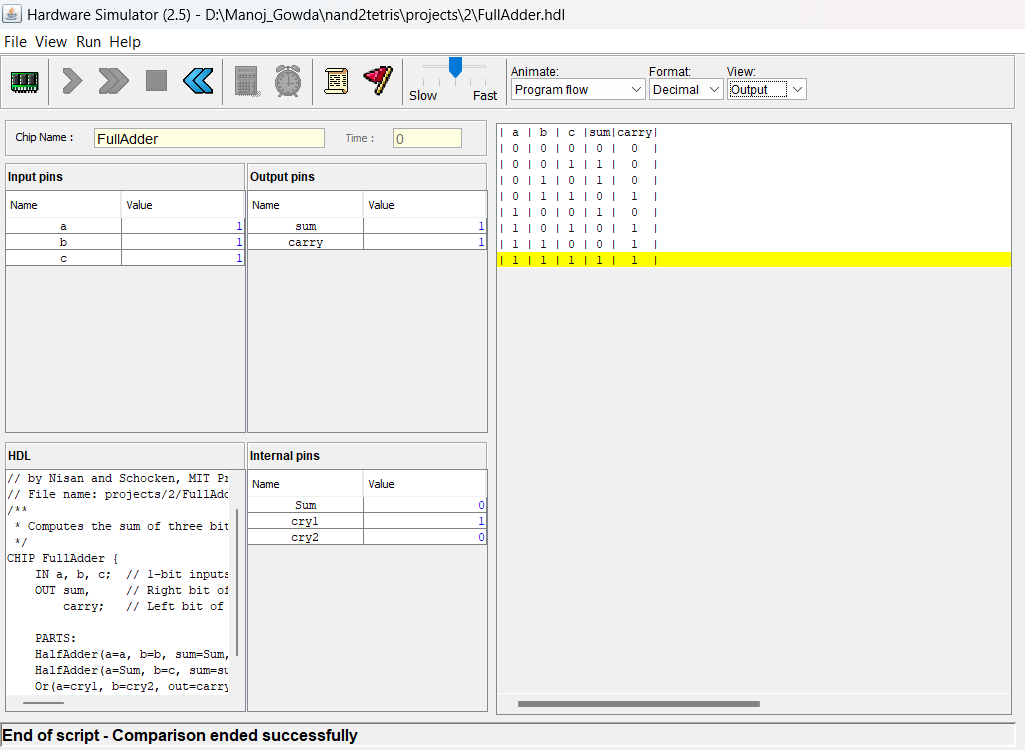 Hardware Simulator (2.5) - D:\Manoj_Gowda\nand2tetris\projects\2\FullAdder.hdl
File View Run Help
Slow Fast
Animate: Format: View:
Program flow Decimal Output
Chip Name : FullAdder Time : 0
Input pins
Name Value
a 1
b 1
c 1
Output pins
Name Value
sum 1
carry 1
HDL
// by Nisan and Schocken, MIT Pr
// File name: projects/2/FullAdd
/**
* Computes the sum of three bit
*/
CHIP FullAdder {
IN a, b, c; // 1-bit inputs
OUT sum, // Right bit of
carry; // Left bit of
PARTS:
HalfAdder(a=a, b=b, sum=Sum,
HalfAdder(a=Sum, b=c, sum=su
Or(a=cry1, b=cry2, out=carry
Internal pins
Name Value
Sum 0
cry1 1
cry2 0
| a | b | c |sum|carry|
| 0 | 0 | 0 | 0 | 0 |
| 0 | 0 | 1 | 1 | 0 |
| 0 | 1 | 0 | 1 | 0 |
| 0 | 1 | 1 | 0 | 1 |
| 1 | 0 | 0 | 1 | 0 |
| 1 | 0 | 1 | 0 | 1 |
| 1 | 1 | 0 | 0 | 1 |
| 1 | 1 | 1 | 1 | 1 |
End of script - Comparison ended successfully